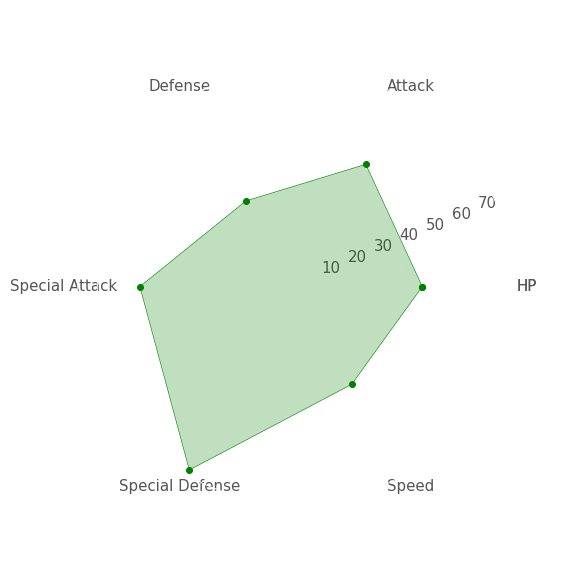 Defense
Attack
70
60
50
40
30
20
10
Special Attack
HP
Special Defense
Speed